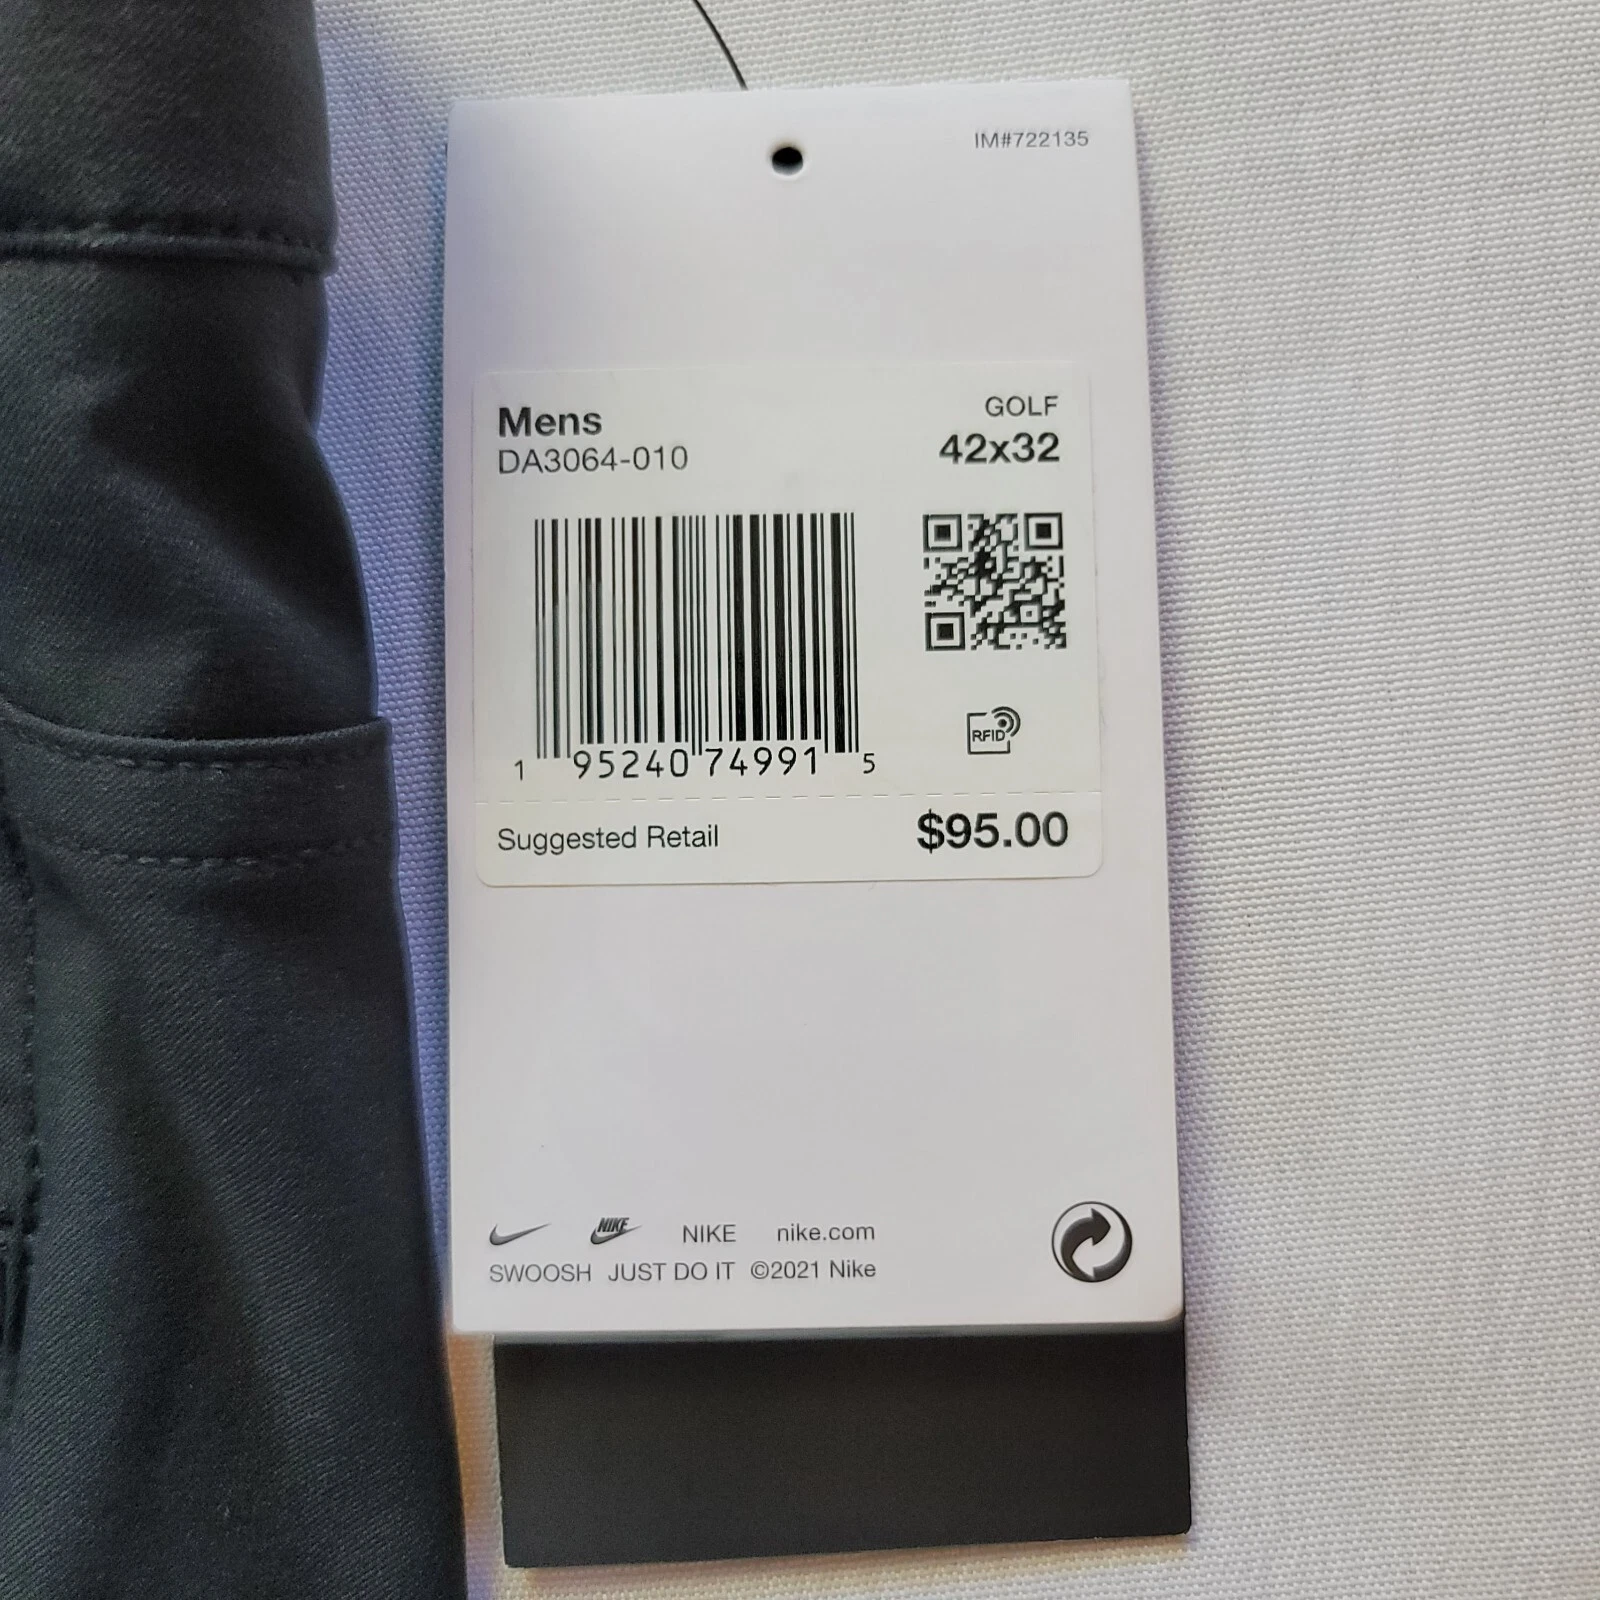 IM#722135
Mens GOLF
DA3064-010 42x32
1 95240 74991 5
RFID
Suggested Retail $95.00
NIKE NIKE nike.com
SWOOSH JUST DO IT ©2021 Nike